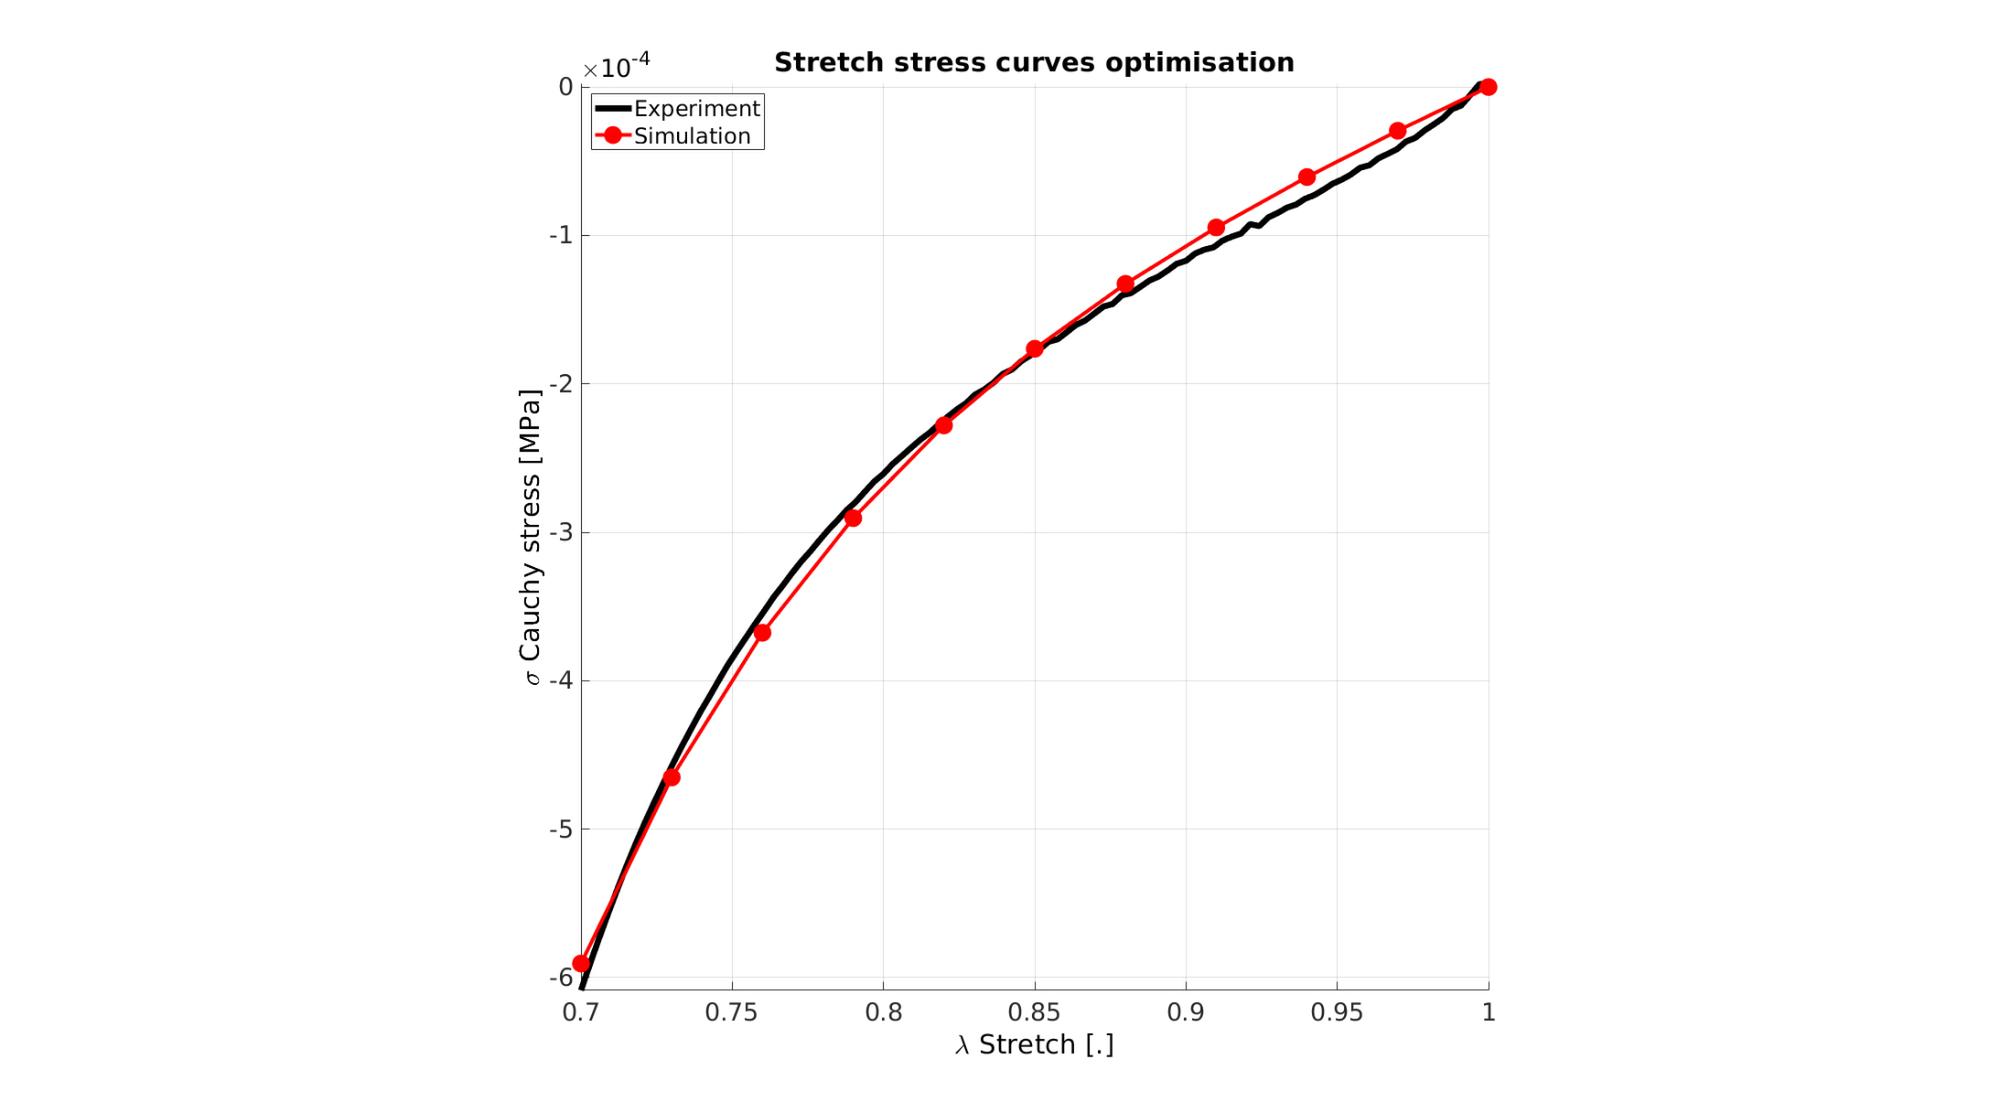 Stretch stress curves optimisation
×10⁻⁴
Experiment
Simulation
0
-1
-2
-3
-4
-5
-6
σ Cauchy stress [MPa]
0.7 0.75 0.8 0.85 0.9 0.95 1
λ Stretch [.]